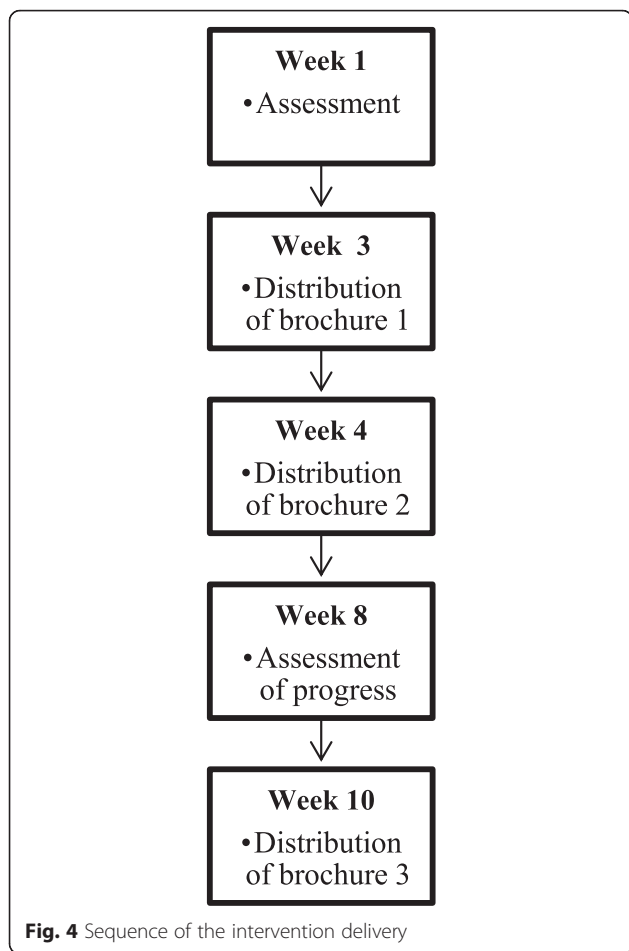 Week 1
•Assessment
Week 3
•Distribution
of brochure 1
Week 4
•Distribution
of brochure 2
Week 8
•Assessment
of progress
Week 10
•Distribution
of brochure 3
Fig. 4 Sequence of the intervention delivery